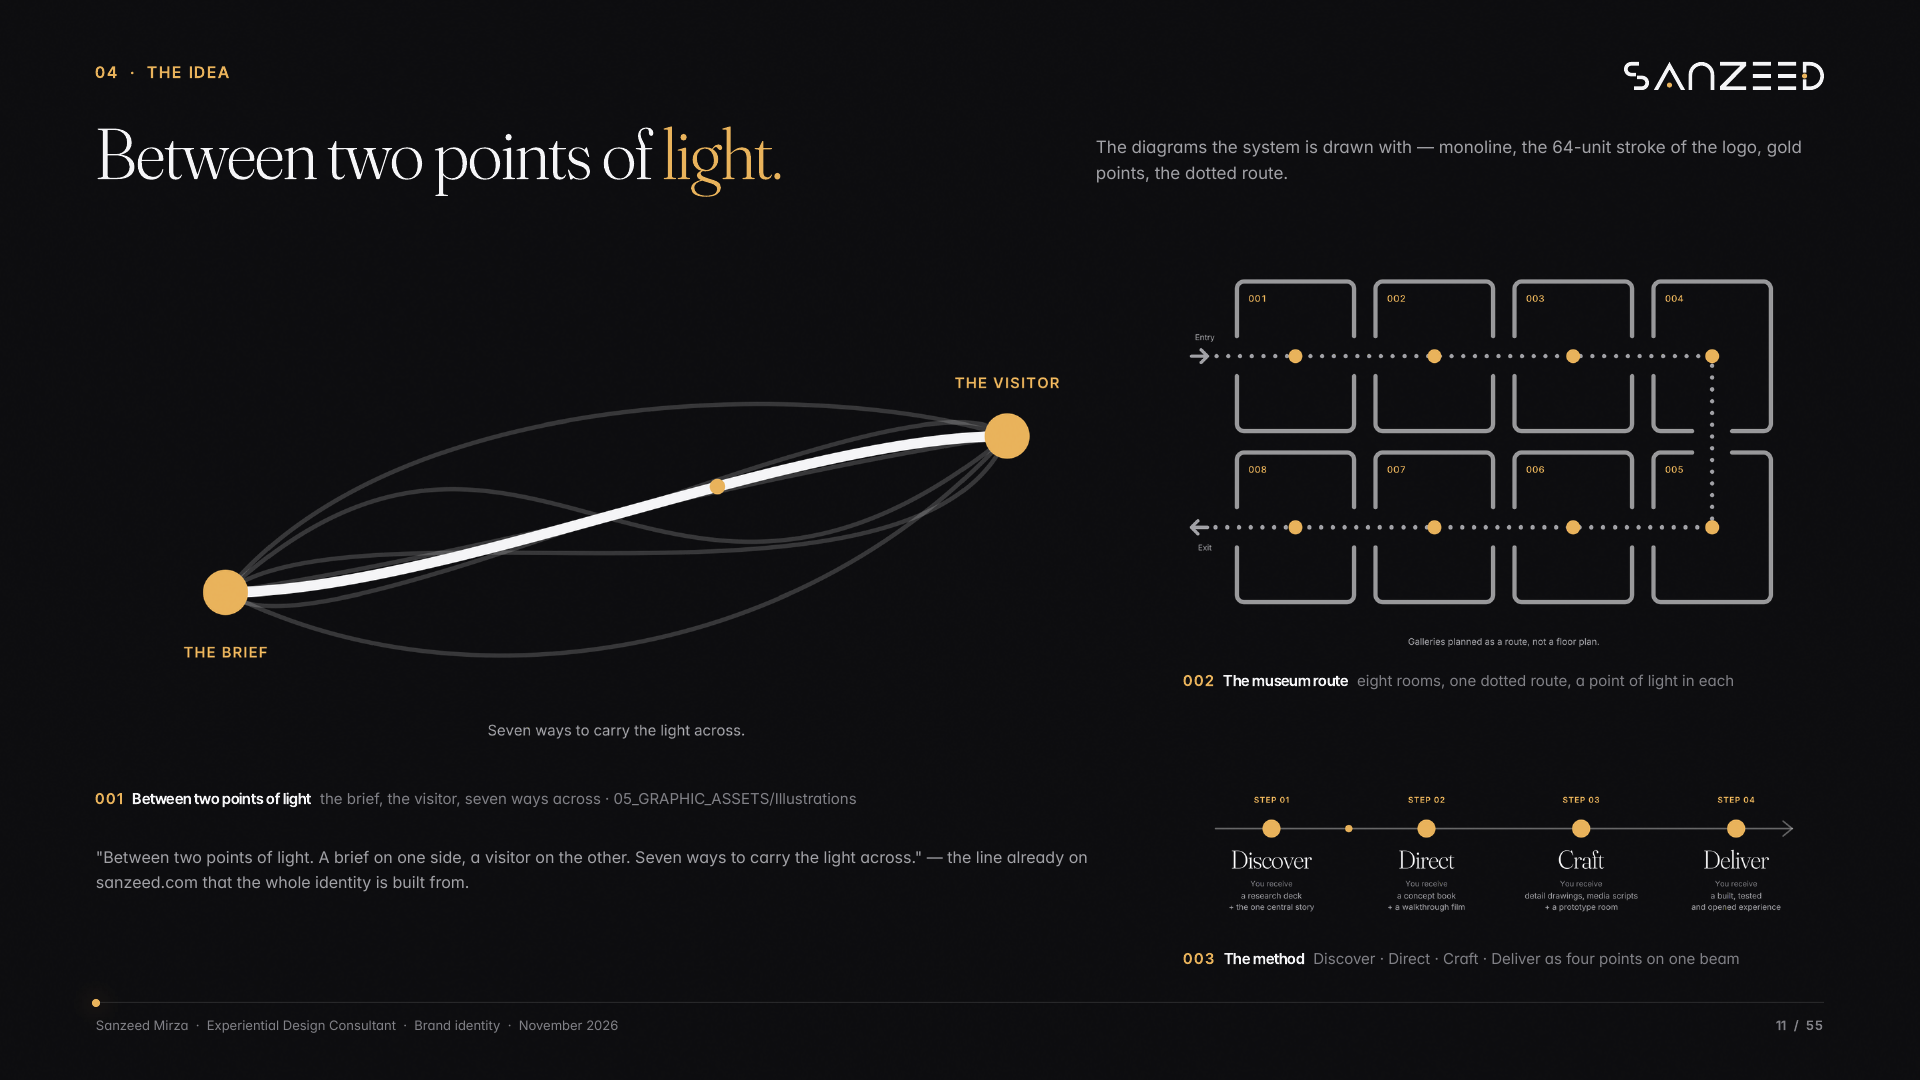 04 · THE IDEA
SANZEED
Between two points of light.
The diagrams the system is drawn with — monoline, the 64-unit stroke of the logo, gold
points, the dotted route.
THE VISITOR
THE BRIEF
Seven ways to carry the light across.
001 Between two points of light the brief, the visitor, seven ways across · 05_GRAPHIC_ASSETS/Illustrations
"Between two points of light. A brief on one side, a visitor on the other. Seven ways to carry the light across." — the line already on
sanzeed.com that the whole identity is built from.
001 002 003 004
Entry
008 007 006 005
Exit
Galleries planned as a route, not a floor plan.
002 The museum route eight rooms, one dotted route, a point of light in each
STEP 01 STEP 02 STEP 03 STEP 04
Discover Direct Craft Deliver
You receive You receive You receive You receive
a research deck a concept book detail drawings, media scripts a built, tested
+ the one central story + a walkthrough film + a prototype room and opened experience
003 The method Discover · Direct · Craft · Deliver as four points on one beam
Sanzeed Mirza · Experiential Design Consultant · Brand identity · November 2026
11 / 55